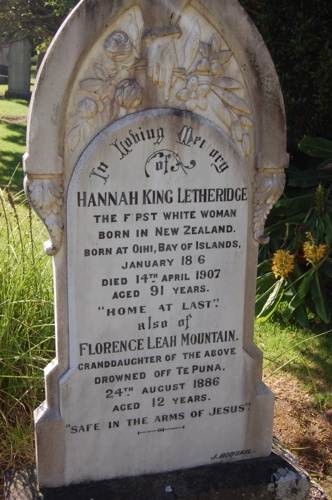 In Loving Memory
of
HANNAH KING LETHERIDGE
THE F RST WHITE WOMAN
BORN IN NEW ZEALAND.
BORN AT OIHI, BAY OF ISLANDS,
JANUARY 18 6
DIED 14TH APRIL 1907
AGED 91 YEARS.
"HOME AT LAST".
also of
FLORENCE LEAH MOUNTAIN.
GRANDDAUGHTER OF THE ABOVE
DROWNED OFF TE PUNA,
24TH AUGUST 1886
AGED 12 YEARS.
"SAFE IN THE ARMS OF JESUS".